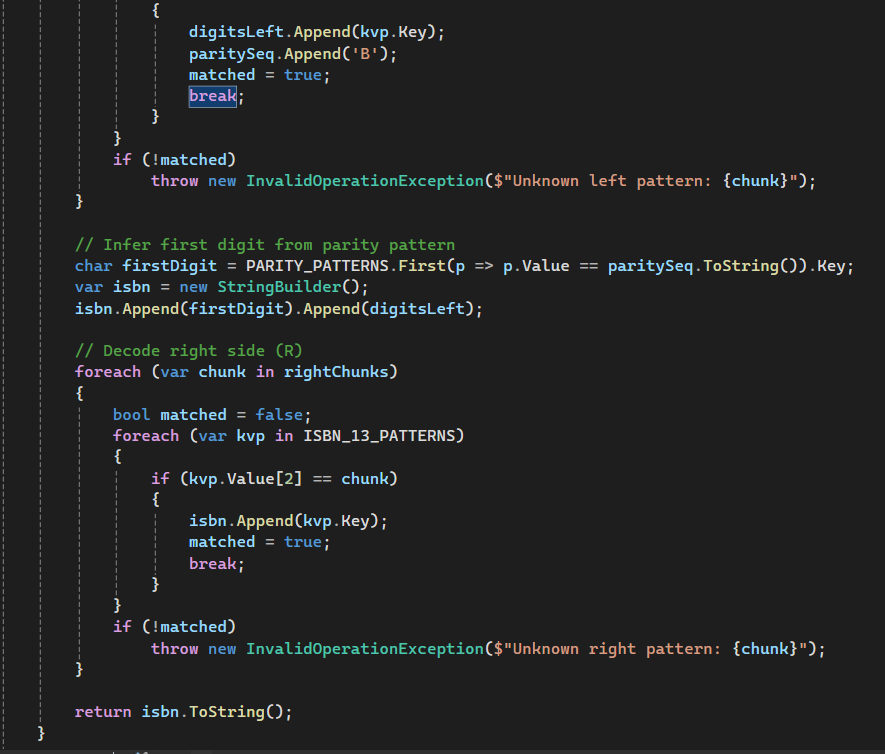 {
digitsLeft.Append(kvp.Key);
paritySeq.Append('B');
matched = true;
break;
}
}
if (!matched)
throw new InvalidOperationException($"Unknown left pattern: {chunk}");
}
// Infer first digit from parity pattern
char firstDigit = PARITY_PATTERNS.First(p => p.Value == paritySeq.ToString()).Key;
var isbn = new StringBuilder();
isbn.Append(firstDigit).Append(digitsLeft);
// Decode right side (R)
foreach (var chunk in rightChunks)
{
bool matched = false;
foreach (var kvp in ISBN_13_PATTERNS)
{
if (kvp.Value[2] == chunk)
{
isbn.Append(kvp.Key);
matched = true;
break;
}
}
if (!matched)
throw new InvalidOperationException($"Unknown right pattern: {chunk}");
}
return isbn.ToString();
}